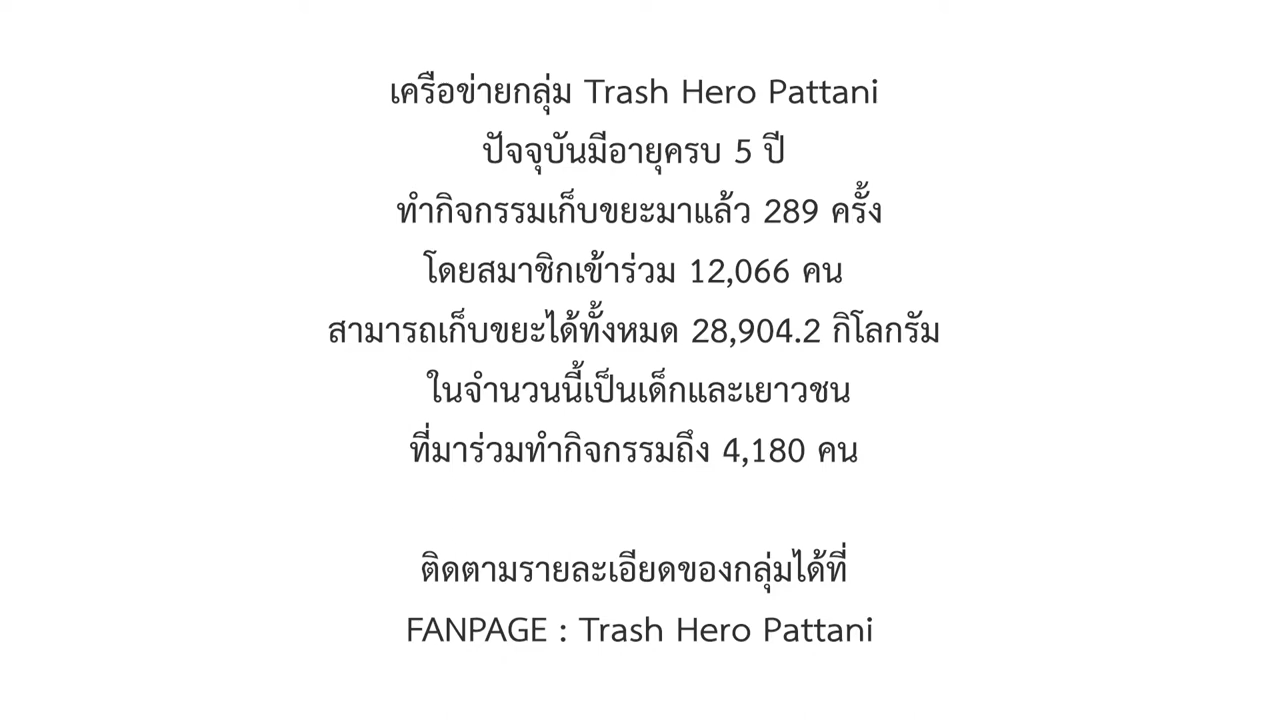 เครือข่ายกลุ่ม Trash Hero Pattani
ปัจจุบันมีอายุครบ 5 ปี
ทำกิจกรรมเก็บขยะมาแล้ว 289 ครั้ง
โดยสมาชิกเข้าร่วม 12,066 คน
สามารถเก็บขยะได้ทั้งหมด 28,904.2 กิโลกรัม
ในจำนวนนี้เป็นเด็กและเยาวชน
ที่มาร่วมทำกิจกรรมถึง 4,180 คน
ติดตามรายละเอียดของกลุ่มได้ที่
FANPAGE : Trash Hero Pattani